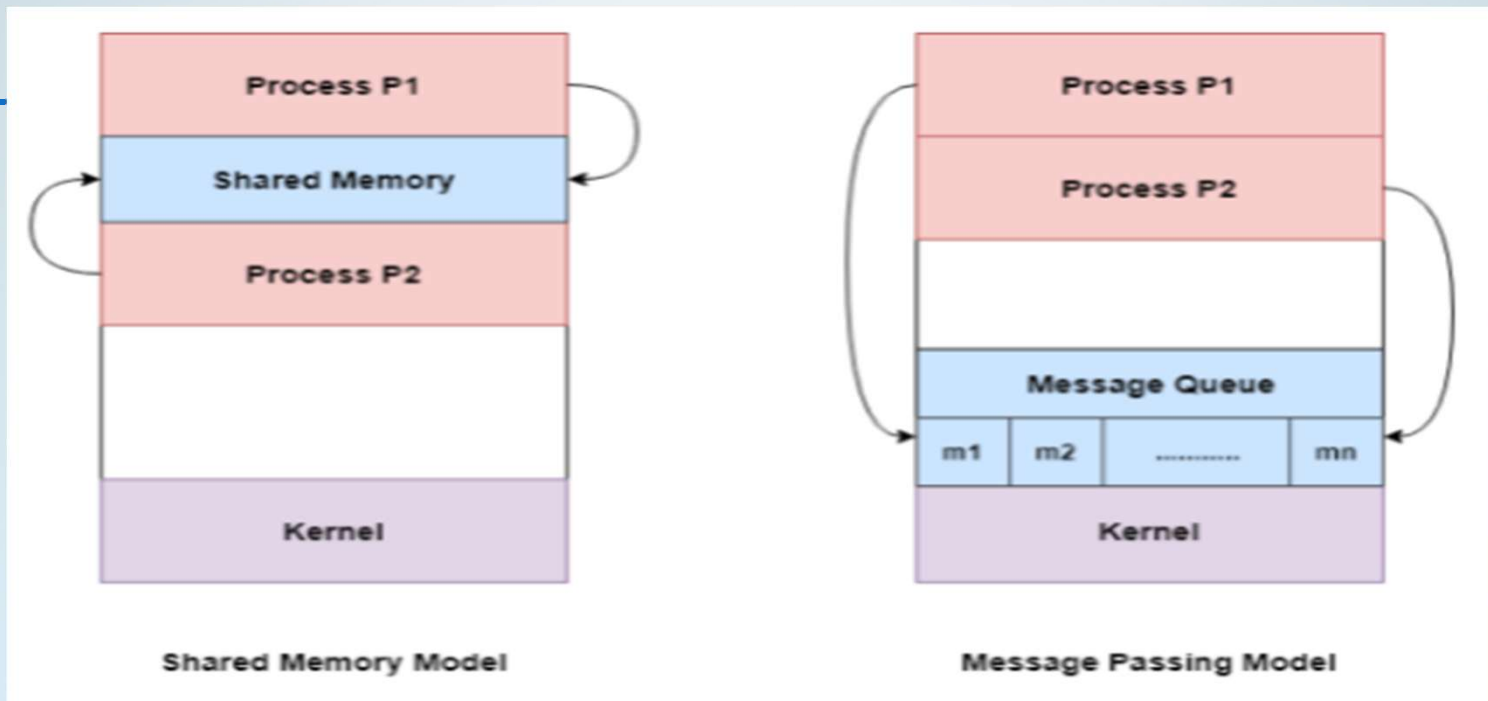 Process P1
Shared Memory
Process P2
Kernel
Shared Memory Model
Process P1
Process P2
Message Queue
m1 m2 ........... mn
Kernel
Message Passing Model